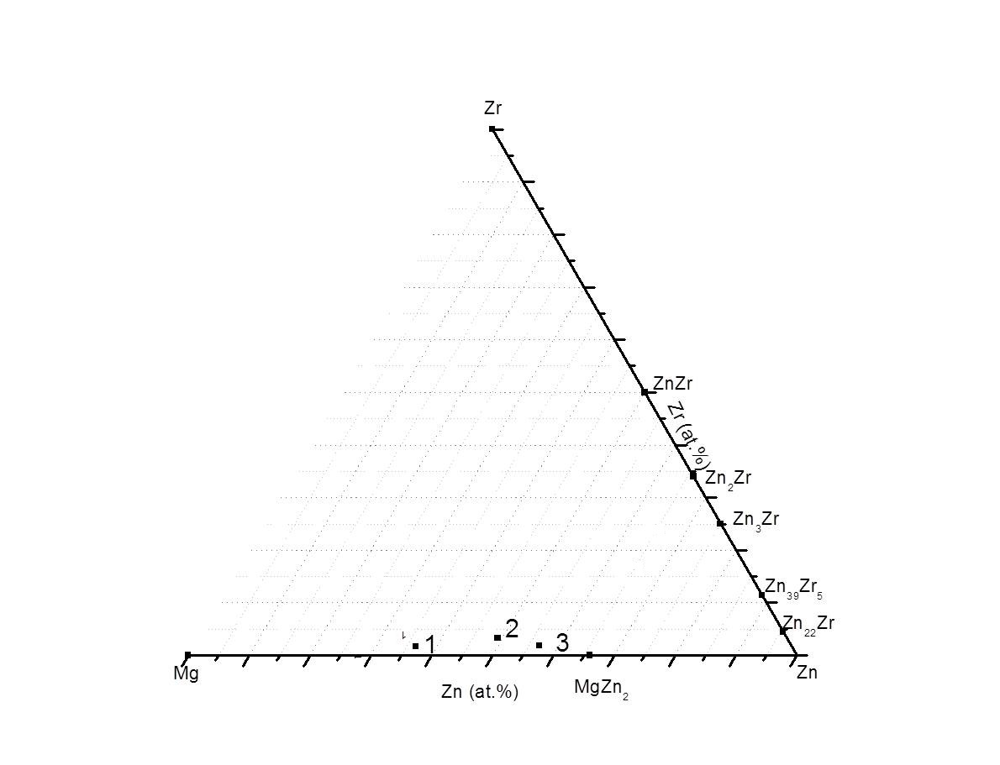 Zr
ZnZr
Zr (at.%)
Zn₂Zr
Zn₃Zr
Zn₃₉Zr₅
Zn₂₂Zr
1
2
3
Mg
Zn
Zn (at.%)
MgZn₂